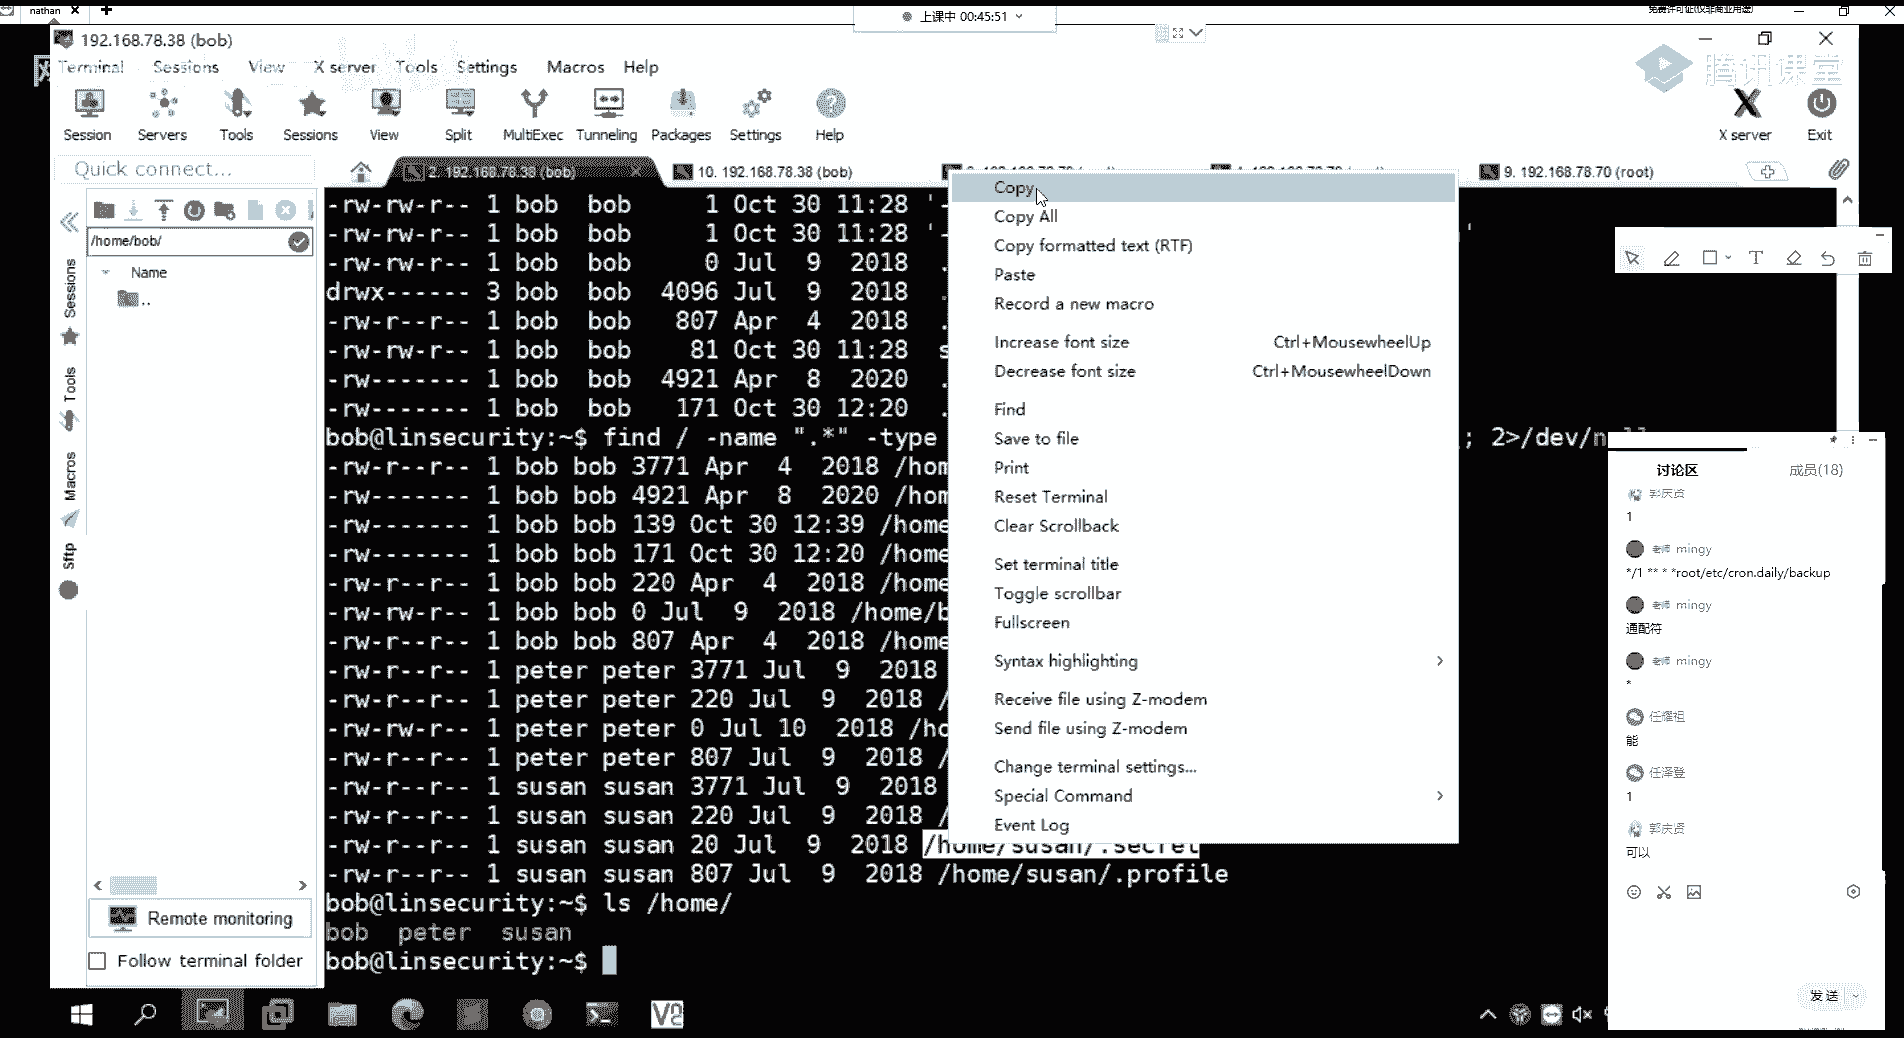 nathan
上课中 00:45:51
免费许可证(仅非商业用途)
192.168.78.38 (bob)
腾讯课堂
Terminal Sessions View X server Tools Settings Macros Help
Session Servers Tools Sessions View Split MultiExec Tunneling Packages Settings Help
X server Exit
Quick connect...
2. 192.168.78.38 (bob)
10. 192.168.78.38 (bob)
9. 192.168.78.70 (root)
/home/bob/
Name
..
Sessions
Tools
Macros
Sftp
Remote monitoring
Follow terminal folder
-rw-rw-r-- 1 bob bob 1 Oct 30 11:28 '-
-rw-rw-r-- 1 bob bob 1 Oct 30 11:28 '-
-rw-rw-r-- 1 bob bob 0 Jul 9 2018 .
drwx------ 3 bob bob 4096 Jul 9 2018 .
-rw-r--r-- 1 bob bob 807 Apr 4 2018 .
-rw-rw-r-- 1 bob bob 81 Oct 30 11:28 s
-rw------- 1 bob bob 4921 Apr 8 2020 .
-rw------- 1 bob bob 171 Oct 30 12:20 .
bob@linsecurity:~$ find / -name ".*" -type ; 2>/dev/null
-rw-r--r-- 1 bob bob 3771 Apr 4 2018 /hom
-rw------- 1 bob bob 4921 Apr 8 2020 /hom
-rw------- 1 bob bob 139 Oct 30 12:39 /home
-rw------- 1 bob bob 171 Oct 30 12:20 /home
-rw-r--r-- 1 bob bob 220 Apr 4 2018 /home
-rw-rw-r-- 1 bob bob 0 Jul 9 2018 /home/b
-rw-r--r-- 1 bob bob 807 Apr 4 2018 /home
-rw-r--r-- 1 peter peter 3771 Jul 9 2018
-rw-r--r-- 1 peter peter 220 Jul 9 2018 /
-rw-rw-r-- 1 peter peter 0 Jul 10 2018 /ho
-rw-r--r-- 1 peter peter 807 Jul 9 2018 /
-rw-r--r-- 1 susan susan 3771 Jul 9 2018
-rw-r--r-- 1 susan susan 220 Jul 9 2018 /
-rw-r--r-- 1 susan susan 20 Jul 9 2018 /home/susan/.secret
-rw-r--r-- 1 susan susan 807 Jul 9 2018 /home/susan/.profile
bob@linsecurity:~$ ls /home/
bob peter susan
bob@linsecurity:~$
Copy
Copy All
Copy formatted text (RTF)
Paste
Record a new macro
Increase font size Ctrl+MousewheelUp
Decrease font size Ctrl+MousewheelDown
Find
Save to file
Print
Reset Terminal
Clear Scrollback
Set terminal title
Toggle scrollbar
Fullscreen
Syntax highlighting
Receive file using Z-modem
Send file using Z-modem
Change terminal settings...
Special Command
Event Log
讨论区 成员(18)
郭庆贤
1
老师 mingy
*/1 ** * *root/etc/cron.daily/backup
老师 mingy
通配符
老师 mingy
*
任耀祖
能
任泽登
1
郭庆贤
可以
发送